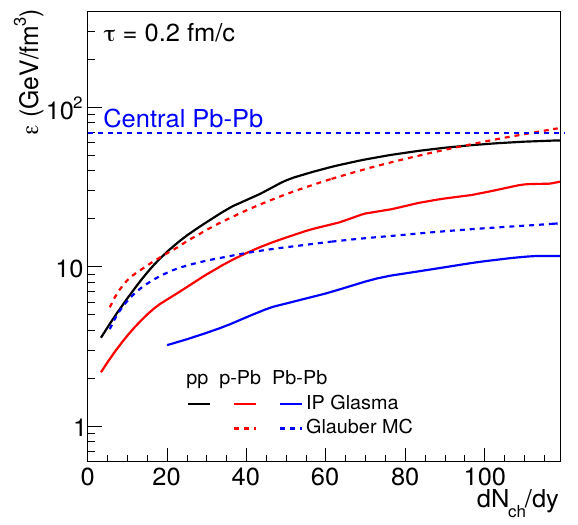 τ = 0.2 fm/c
ε (GeV/fm³)
10²
Central Pb-Pb
10
pp p-Pb Pb-Pb
IP Glasma
Glauber MC
1
0 20 40 60 80 100
dN_ch/dy